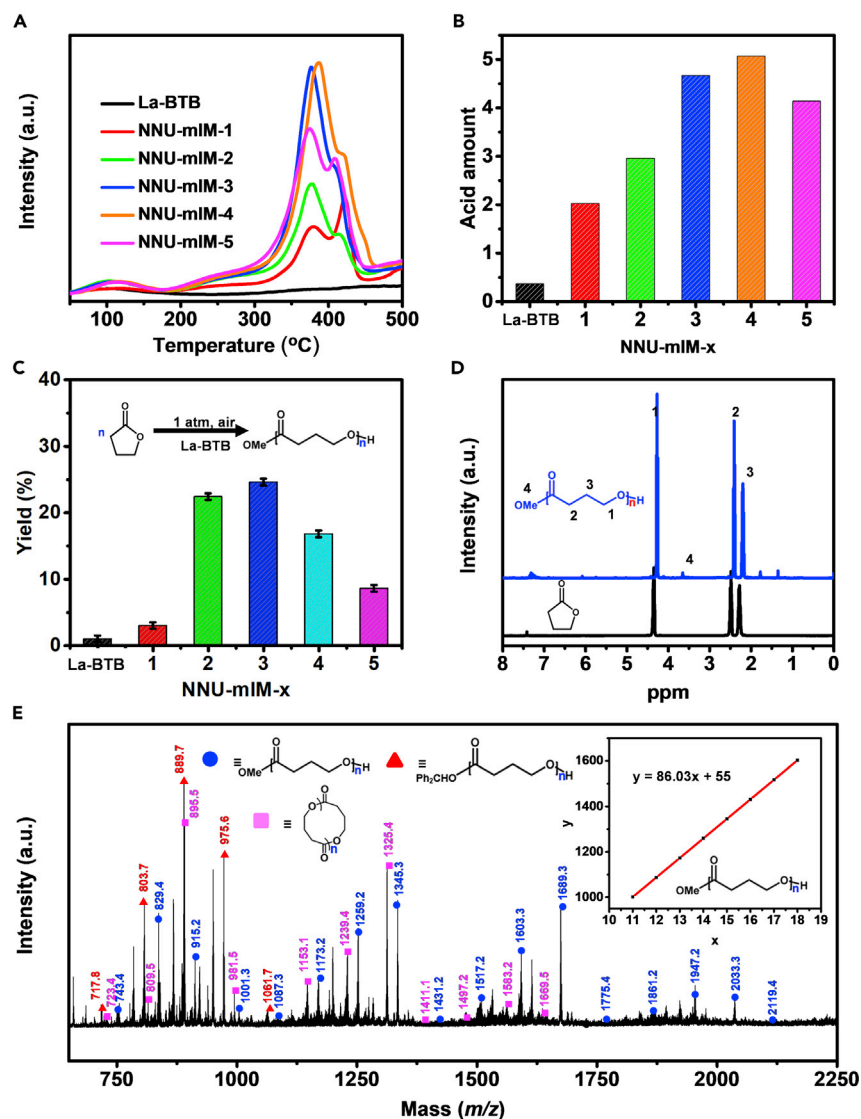 A
Intensity (a.u.)
La-BTB
NNU-mIM-1
NNU-mIM-2
NNU-mIM-3
NNU-mIM-4
NNU-mIM-5
100 200 300 400 500
Temperature (ºC)
B
Acid amount
5
4
3
2
1
0
La-BTB 1 2 3 4 5
NNU-mIM-x
C
Yield (%)
40
30
20
10
0
n
O
O
1 atm, air
La-BTB
O
OMe
O
n
H
La-BTB 1 2 3 4 5
NNU-mIM-x
D
Intensity (a.u.)
1
2
3
4
O
3
OMe
O
n
H
2
1
4
O
O
8 7 6 5 4 3 2 1 0
ppm
E
Intensity (a.u.)
≡
O
OMe
O
n
H
≡
O
Ph₂CHO
O
n
H
≡
O
O
O
O
n
717.8
723.4
743.4
803.7
809.5
829.4
889.7
895.5
915.2
975.6
981.5
1001.3
1061.7
1087.3
1153.1
1173.2
1239.4
1259.2
1325.4
1345.3
1411.1
1431.2
1497.2
1517.2
1583.2
1603.3
1669.5
1689.3
1775.4
1861.2
1947.2
2033.3
2119.4
y = 86.03x + 55
y
1600
1400
1200
1000
O
OMe
O
n
H
10 11 12 13 14 15 16 17 18 19
x
750 1000 1250 1500 1750 2000 2250
Mass (m/z)